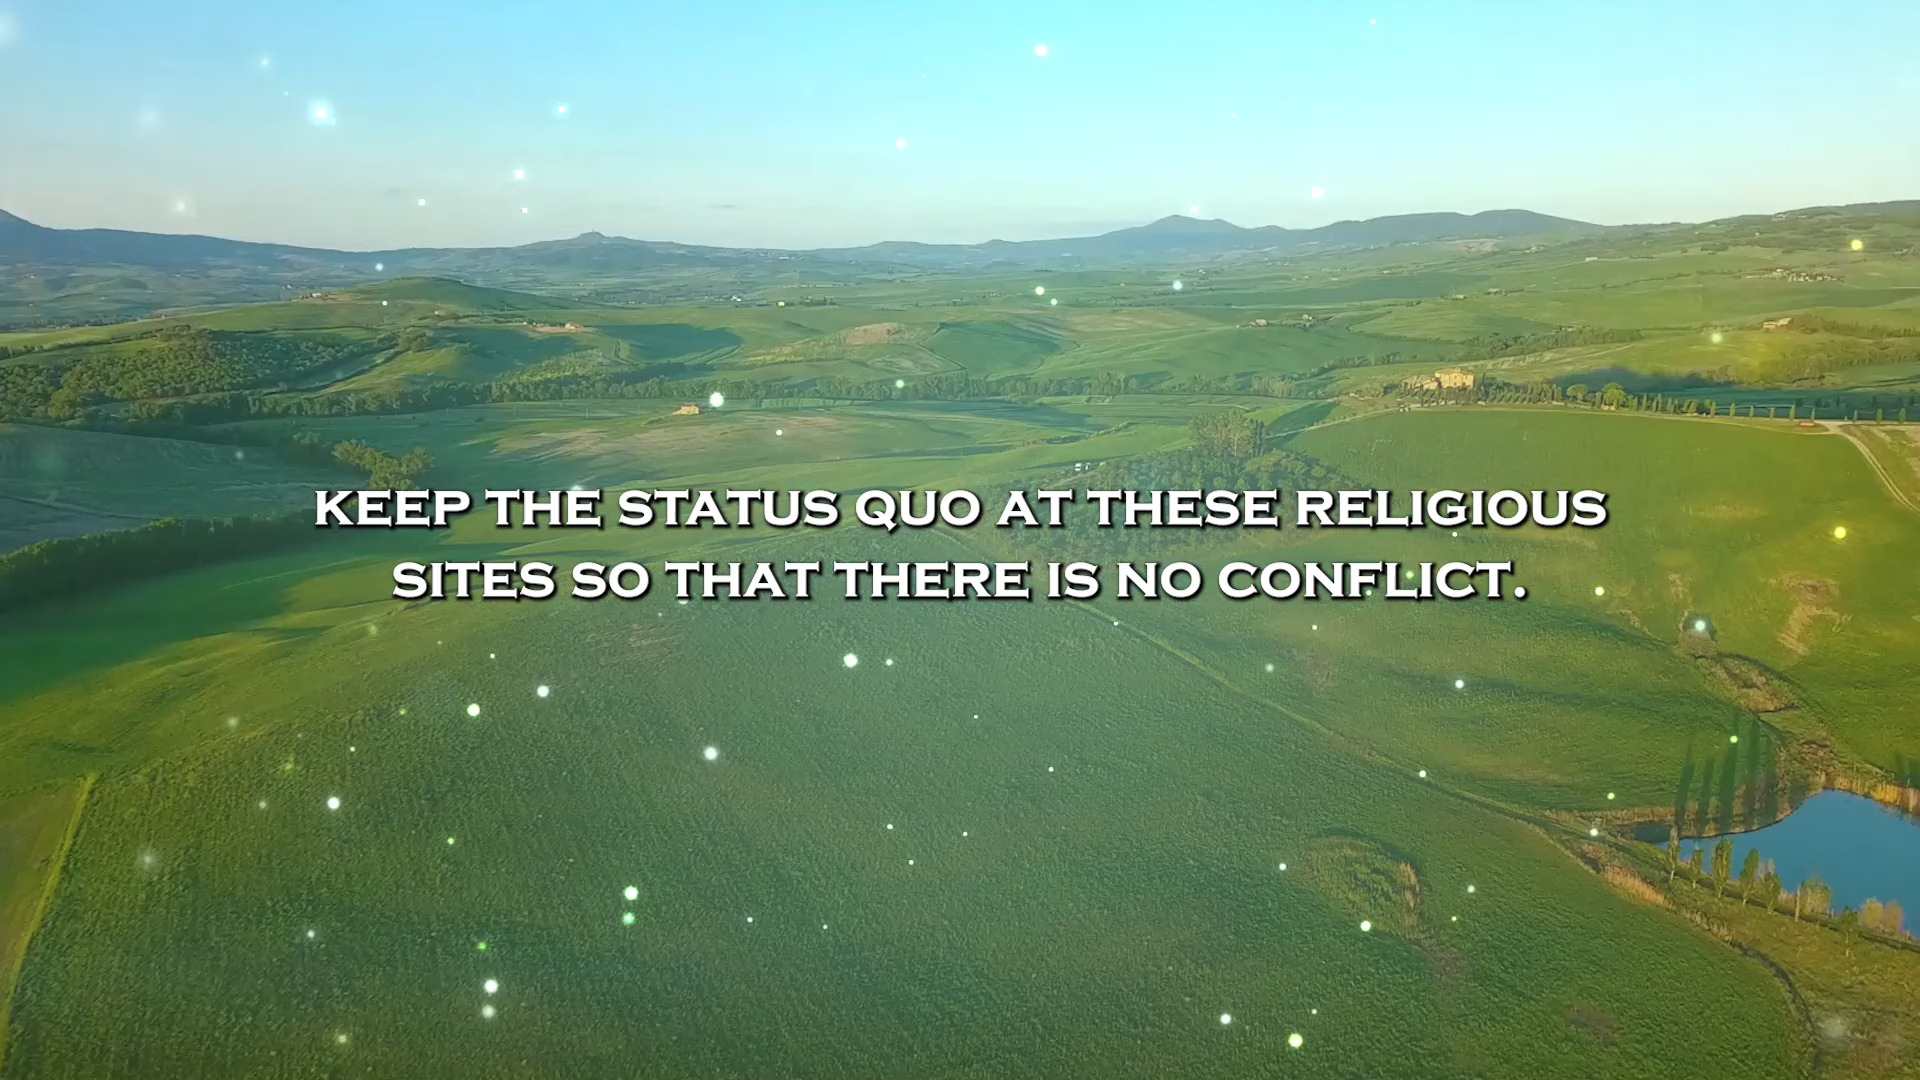 KEEP THE STATUS QUO AT THESE RELIGIOUS
SITES SO THAT THERE IS NO CONFLICT.